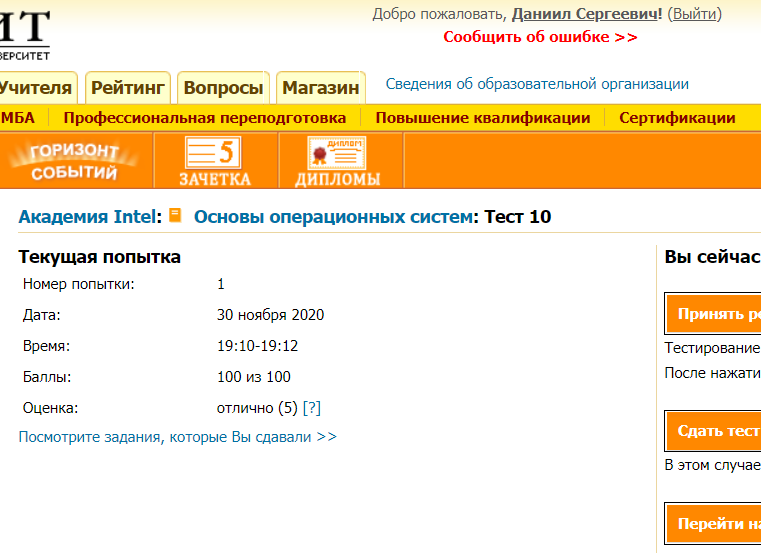 ИТ
ВЕРСИТЕТ
Добро пожаловать, Даниил Сергеевич! (Выйти)
Сообщить об ошибке >>
Учителя
Рейтинг
Вопросы
Магазин
Сведения об образовательной организации
МБА
Профессиональная переподготовка
Повышение квалификации
Сертификации
ГОРИЗОНТ
СОБЫТИЙ
5
ЗАЧЕТКА
ДИПЛОМ
ДИПЛОМЫ
Академия Intel: Основы операционных систем: Тест 10
Текущая попытка
Номер попытки: 1
Дата: 30 ноября 2020
Время: 19:10-19:12
Баллы: 100 из 100
Оценка: отлично (5) [?]
Посмотрите задания, которые Вы сдавали >>
Вы сейчас
Принять ре
Тестирование
После нажати
Сдать тест
В этом случае
Перейти на